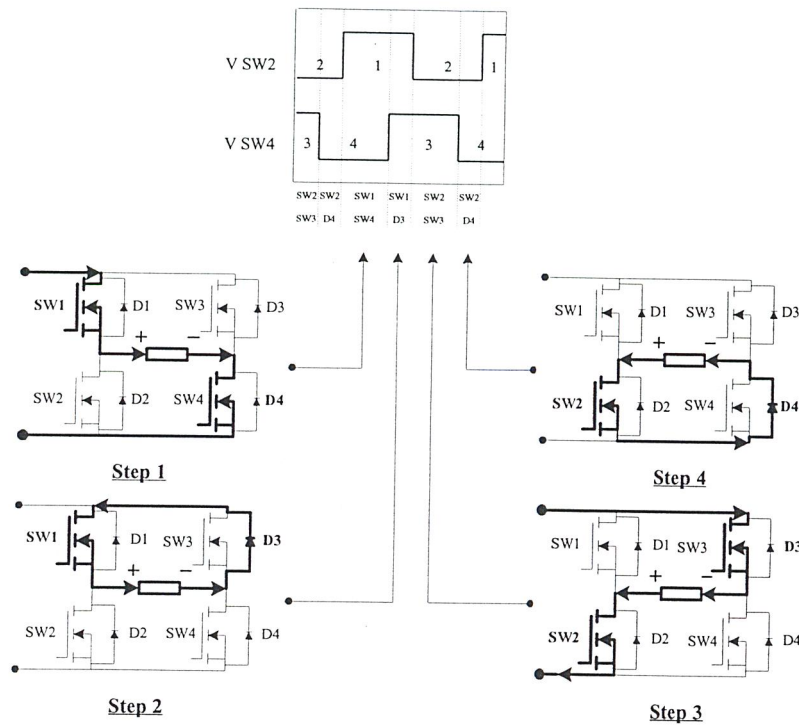 V SW2
2
1
2
1
V SW4
3
4
3
4
SW2 SW2 SW1 SW1 SW2 SW2
SW3 D4 SW4 D3 SW3 D4
SW1
D1
SW3
D3
+
−
SW2
D2
SW4
D4
Step 1
SW1
D1
SW3
D3
+
−
SW2
D2
SW4
D4
Step 4
SW1
D1
SW3
D3
+
−
SW2
D2
SW4
D4
Step 2
SW1
D1
SW3
D3
+
−
SW2
D2
SW4
D4
Step 3